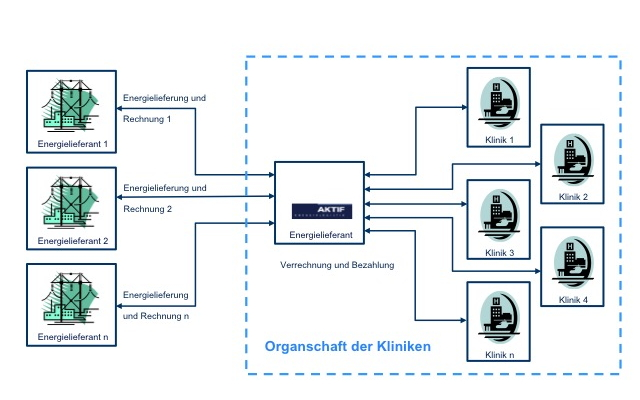 Energielieferung und
Rechnung 1
Energielieferant 1
Energielieferung und
Rechnung 2
Energielieferant 2
Energielieferung
und Rechnung n
Energielieferant n
AKTIF
Energielieferant
Verrechnung und Bezahlung
Klinik 1
Klinik 2
Klinik 3
Klinik 4
Klinik n
H
H
H
H
H
Organschaft der Kliniken